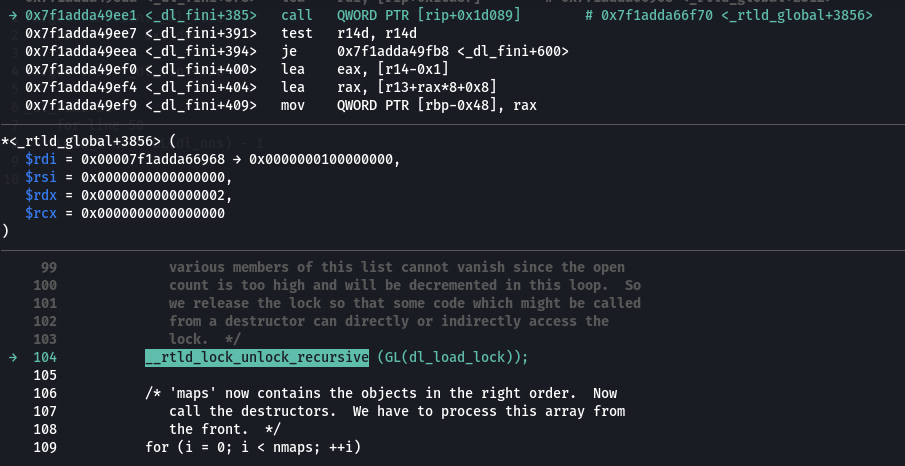 → 0x7f1adda49ee1 <_dl_fini+385> call QWORD PTR [rip+0x1d089] # 0x7f1adda66f70 <_rtld_global+3856>
0x7f1adda49ee7 <_dl_fini+391> test r14d, r14d
0x7f1adda49eea <_dl_fini+394> je 0x7f1adda49fb8 <_dl_fini+600>
0x7f1adda49ef0 <_dl_fini+400> lea eax, [r14-0x1]
0x7f1adda49ef4 <_dl_fini+404> lea rax, [r13+rax*8+0x8]
0x7f1adda49ef9 <_dl_fini+409> mov QWORD PTR [rbp-0x48], rax
*<_rtld_global+3856> (
$rdi = 0x00007f1adda66968 → 0x0000000100000000,
$rsi = 0x0000000000000000,
$rdx = 0x0000000000000002,
$rcx = 0x0000000000000000
)
99 various members of this list cannot vanish since the open
100 count is too high and will be decremented in this loop. So
101 we release the lock so that some code which might be called
102 from a destructor can directly or indirectly access the
103 lock. */
→ 104 __rtld_lock_unlock_recursive (GL(dl_load_lock));
105
106 /* 'maps' now contains the objects in the right order. Now
107 call the destructors. We have to process this array from
108 the front. */
109 for (i = 0; i < nmaps; ++i)